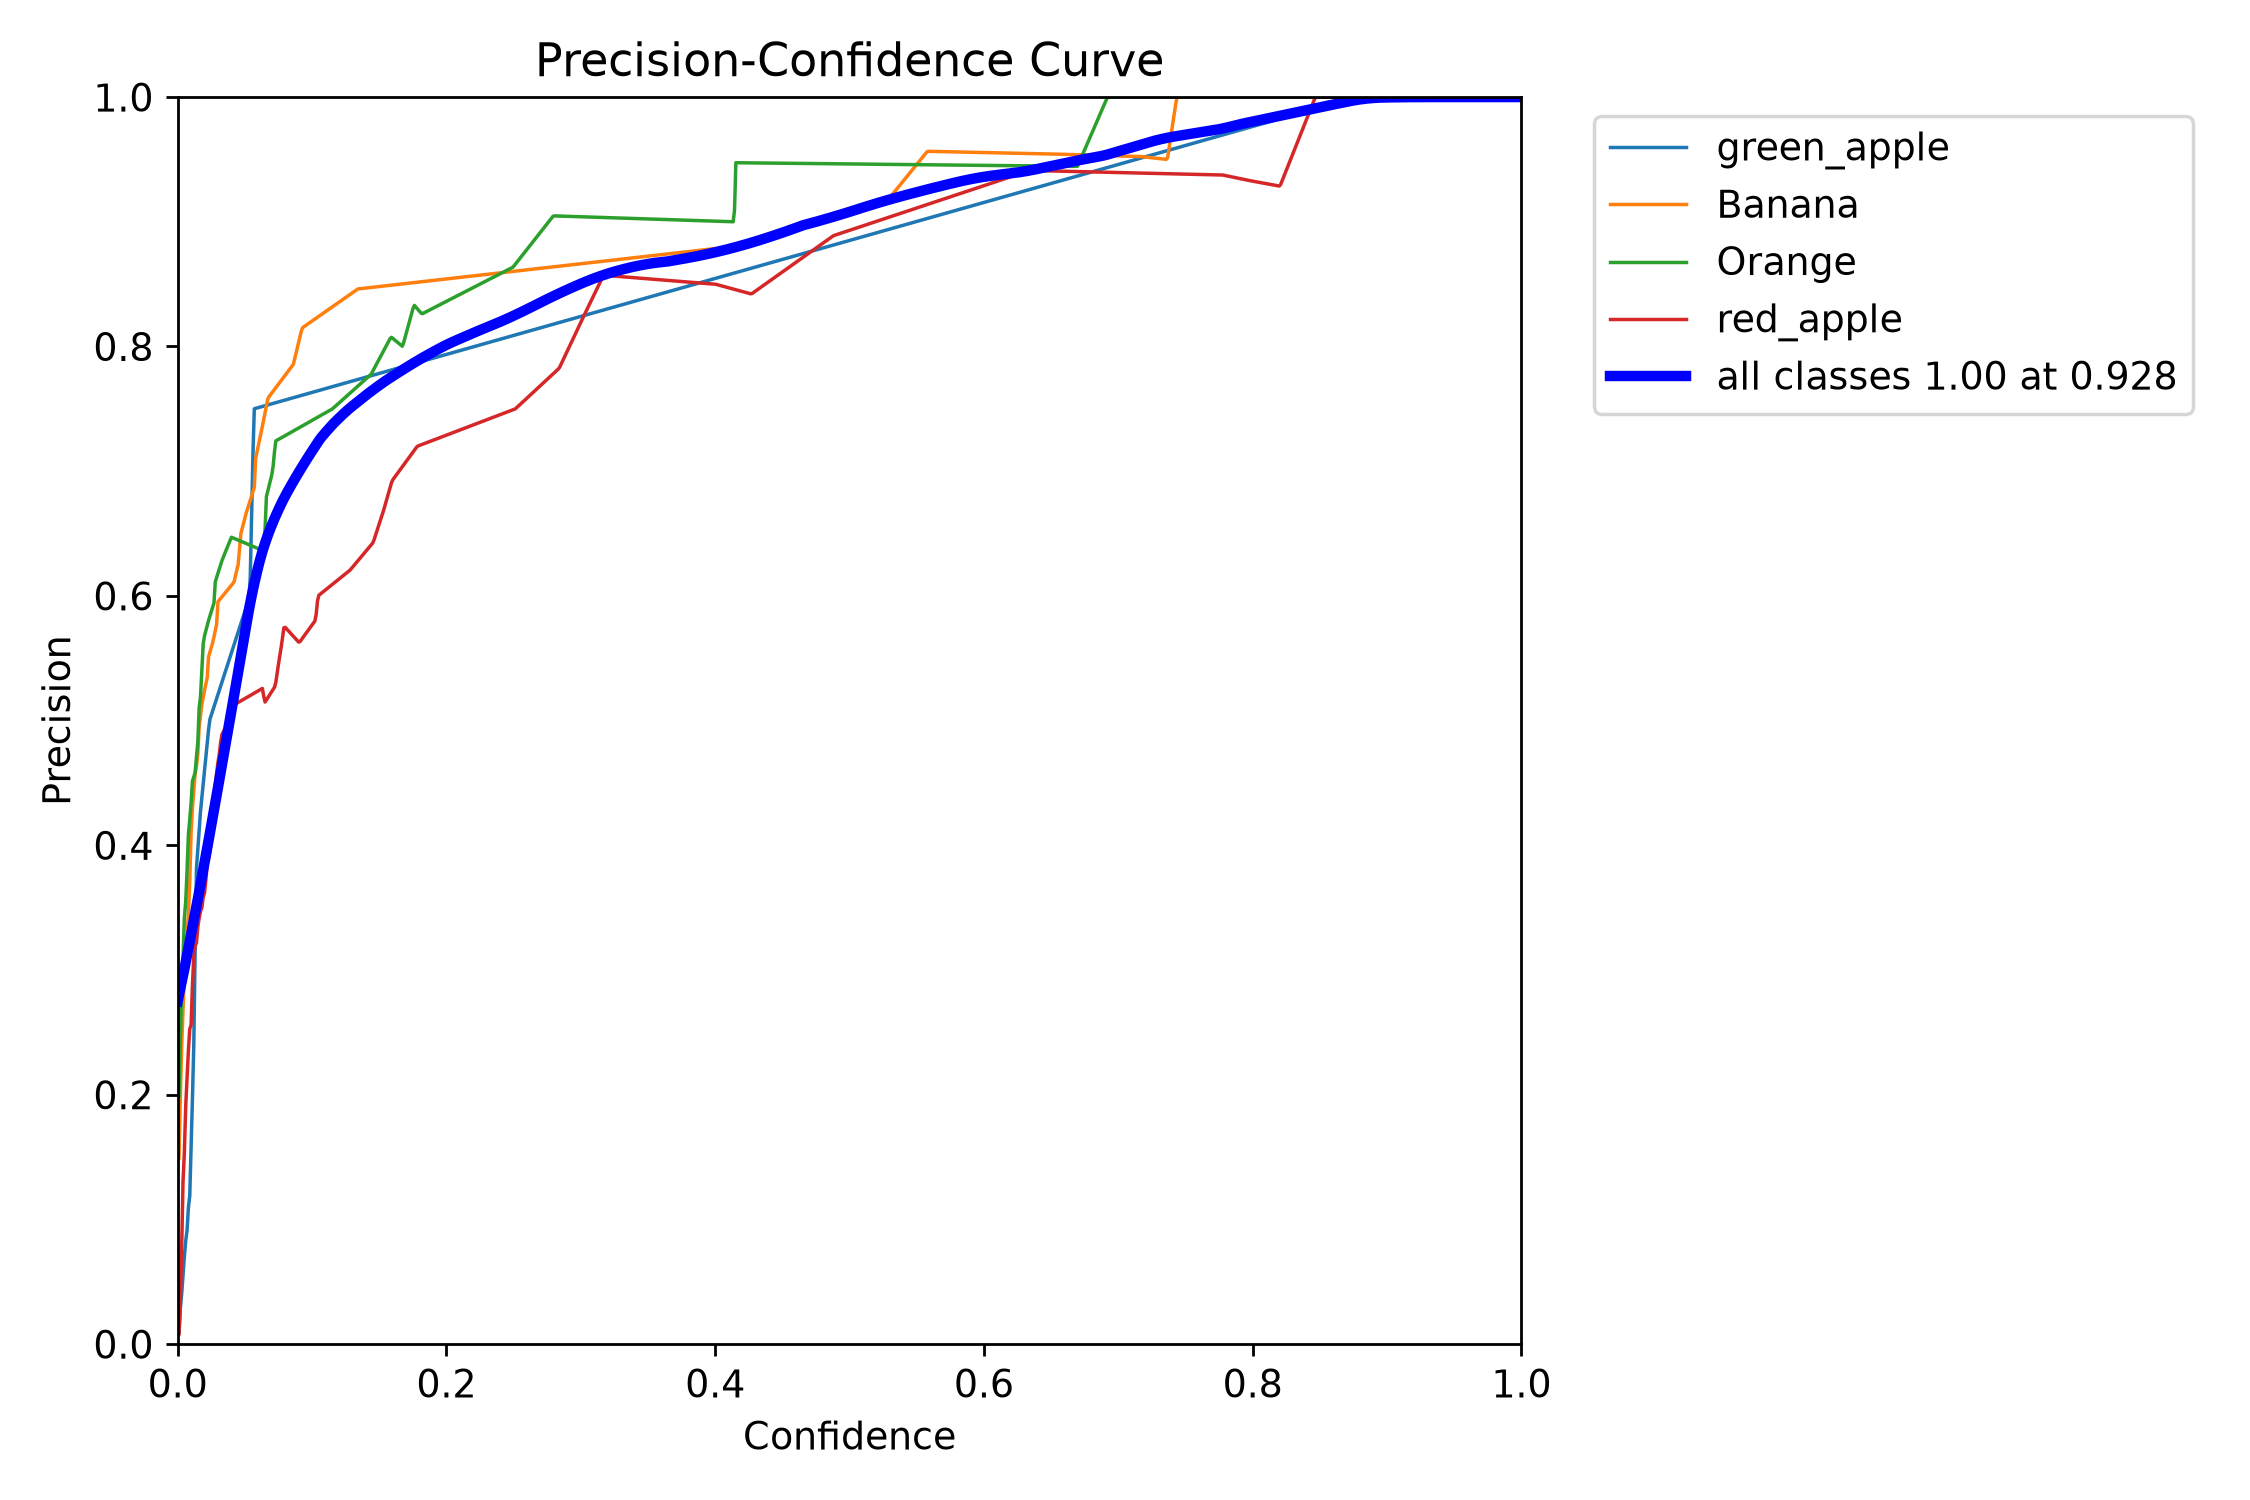 Precision-Confidence Curve
1.0
0.8
0.6
0.4
0.2
0.0
Precision
0.0 0.2 0.4 0.6 0.8 1.0
Confidence
green_apple
Banana
Orange
red_apple
all classes 1.00 at 0.928